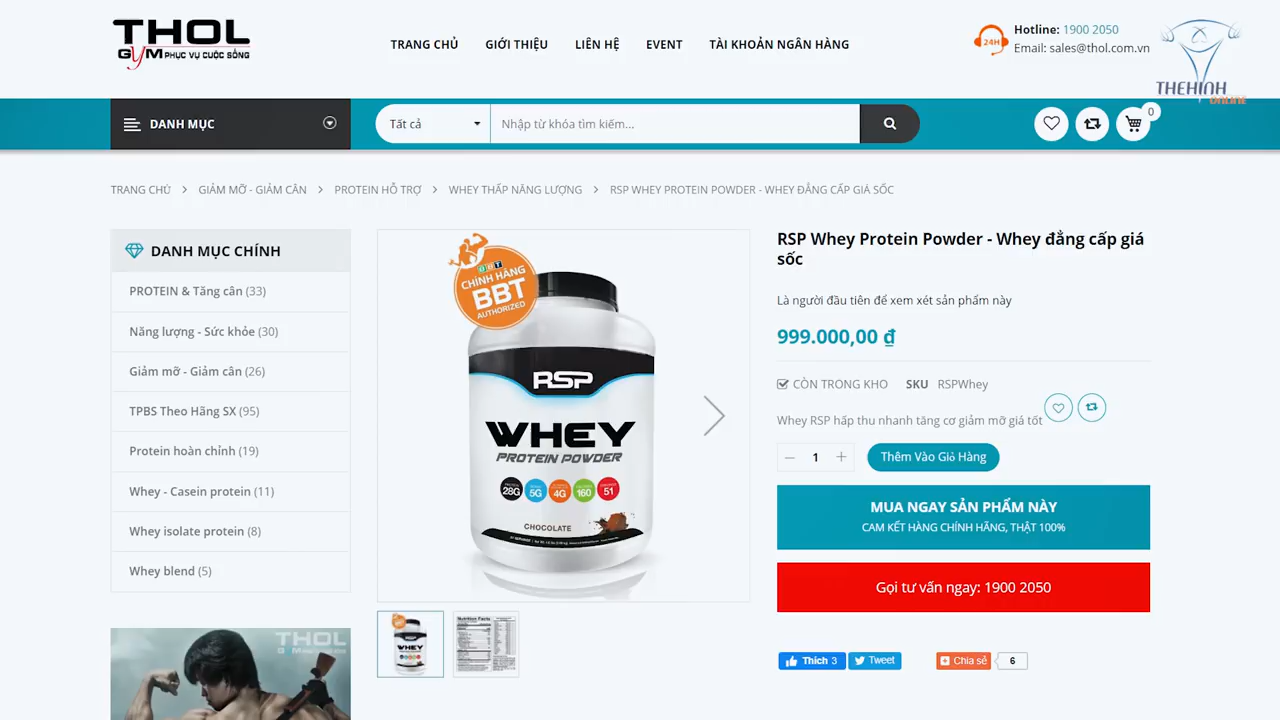 THOL
GYM PHỤC VỤ CUỘC SỐNG
TRANG CHỦ
GIỚI THIỆU
LIÊN HỆ
EVENT
TÀI KHOẢN NGÂN HÀNG
24H
Hotline: 1900 2050
Email: sales@thol.com.vn
THEHINH
ONLINE
DANH MỤC
Tất cả
Nhập từ khóa tìm kiếm...
0
TRANG CHỦ > GIẢM MỠ - GIẢM CÂN > PROTEIN HỖ TRỢ > WHEY THẤP NĂNG LƯỢNG > RSP WHEY PROTEIN POWDER - WHEY ĐẲNG CẤP GIÁ SỐC
DANH MỤC CHÍNH
PROTEIN & Tăng cân (33)
Năng lượng - Sức khỏe (30)
Giảm mỡ - Giảm cân (26)
TPBS Theo Hãng SX (95)
Protein hoàn chỉnh (19)
Whey - Casein protein (11)
Whey isolate protein (8)
Whey blend (5)
THOL
BBT
CHÍNH HÃNG
BBT
AUTHORIZED
RSP
WHEY
PROTEIN POWDER
28G
5G
4G
160
51
CHOCOLATE
RSP
WHEY
Nutrition Facts
RSP Whey Protein Powder - Whey đẳng cấp giá
sốc
Là người đầu tiên để xem xét sản phẩm này
999.000,00 ₫
CÒN TRONG KHO SKU RSPWhey
Whey RSP hấp thu nhanh tăng cơ giảm mỡ giá tốt
1
Thêm Vào Giỏ Hàng
MUA NGAY SẢN PHẨM NÀY
CAM KẾT HÀNG CHÍNH HÃNG, THẬT 100%
Gọi tư vấn ngay: 1900 2050
Thích 3
Tweet
Chia sẻ
6